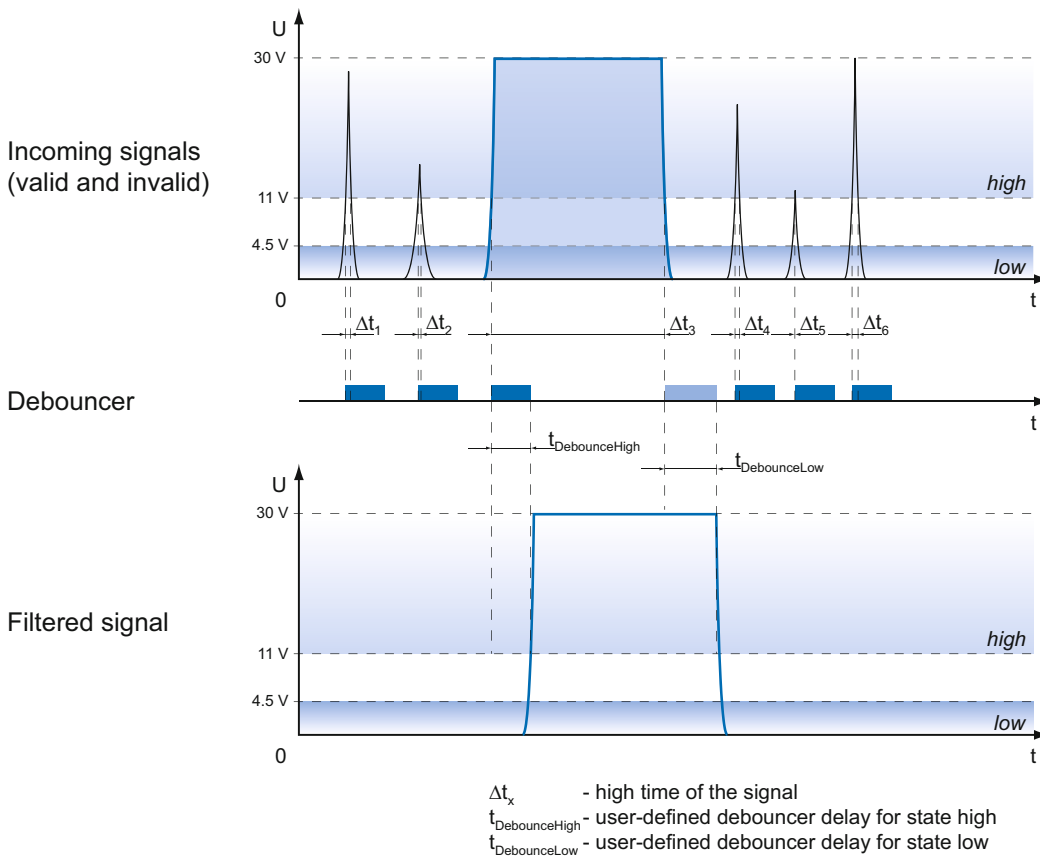 U
30 V
Incoming signals
(valid and invalid)
11 V
high
4.5 V
low
0
t
Δt1
Δt2
Δt3
Δt4
Δt5
Δt6
Debouncer
t
tDebounceHigh
tDebounceLow
U
30 V
Filtered signal
high
11 V
4.5 V
low
0
t
Δtx - high time of the signal
tDebounceHigh - user-defined debouncer delay for state high
tDebounceLow - user-defined debouncer delay for state low